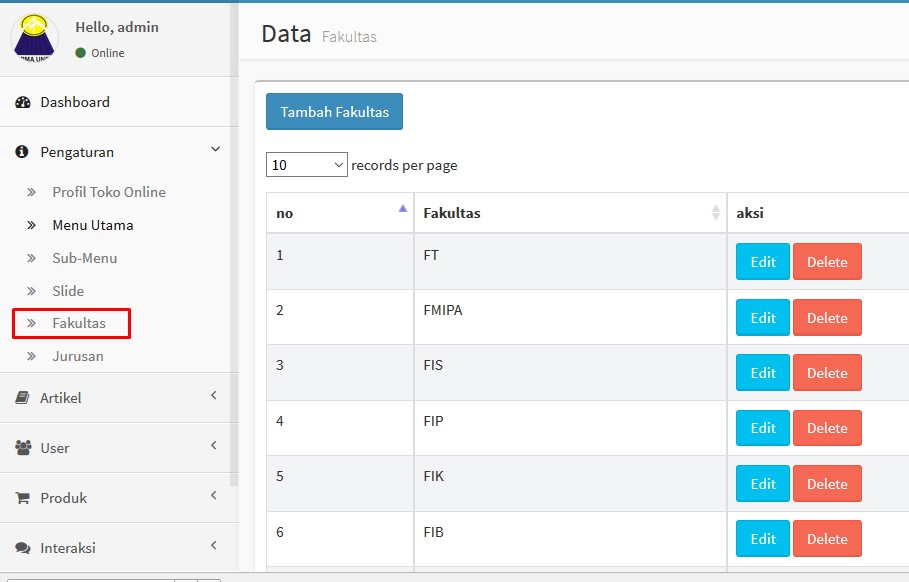 Hello, admin
Online
Dashboard
Pengaturan
Profil Toko Online
Menu Utama
Sub-Menu
Slide
Fakultas
Jurusan
Artikel
User
Produk
Interaksi
Data Fakultas
Tambah Fakultas
10 records per page
no Fakultas aksi
1 FT Edit Delete
2 FMIPA Edit Delete
3 FIS Edit Delete
4 FIP Edit Delete
5 FIK Edit Delete
6 FIB Edit Delete